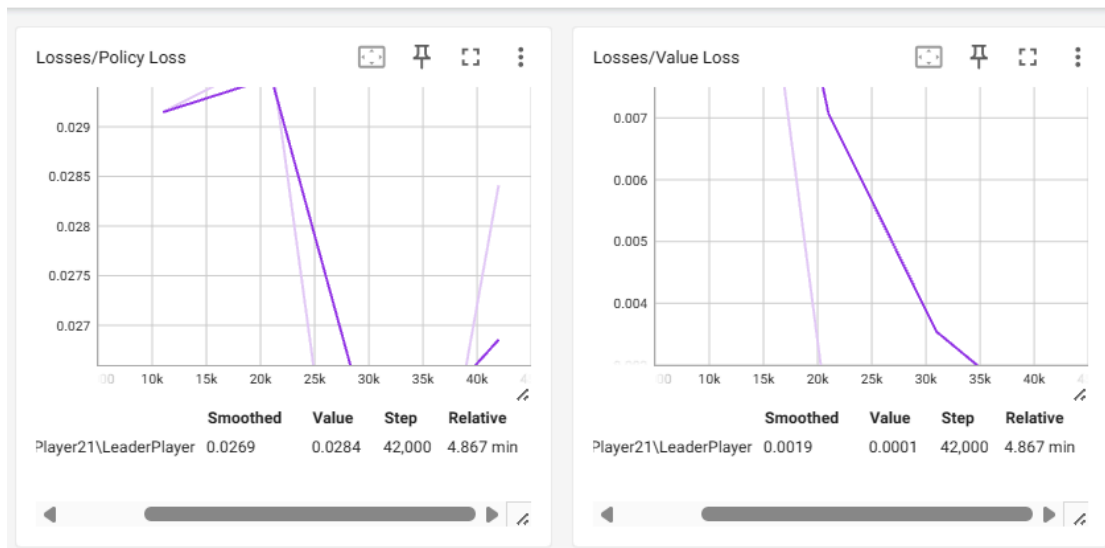 Losses/Policy Loss
0.029
0.0285
0.028
0.0275
0.027
00 10k 15k 20k 25k 30k 35k 40k
Smoothed Value Step Relative
Player21\LeaderPlayer 0.0269 0.0284 42,000 4.867 min
Losses/Value Loss
0.007
0.006
0.005
0.004
00 10k 15k 20k 25k 30k 35k 40k
Smoothed Value Step Relative
Player21\LeaderPlayer 0.0019 0.0001 42,000 4.867 min